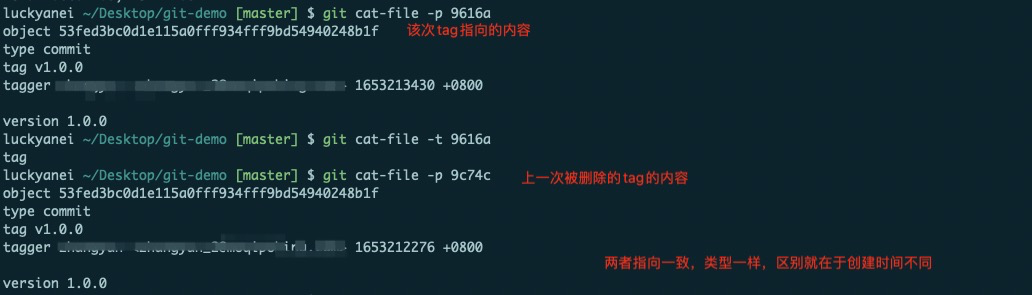 luckyanei ~/Desktop/git-demo [master] $ git cat-file -p 9616a
object 53fed3bc0d1e115a0fff934fff9bd54940248b1f 该次tag指向的内容
type commit
tag v1.0.0
tagger 1653213430 +0800
version 1.0.0
luckyanei ~/Desktop/git-demo [master] $ git cat-file -t 9616a
tag
luckyanei ~/Desktop/git-demo [master] $ git cat-file -p 9c74c 上一次被删除的tag的内容
object 53fed3bc0d1e115a0fff934fff9bd54940248b1f
type commit
tag v1.0.0
tagger 1653212276 +0800
两者指向一致，类型一样，区别就在于创建时间不同
version 1.0.0